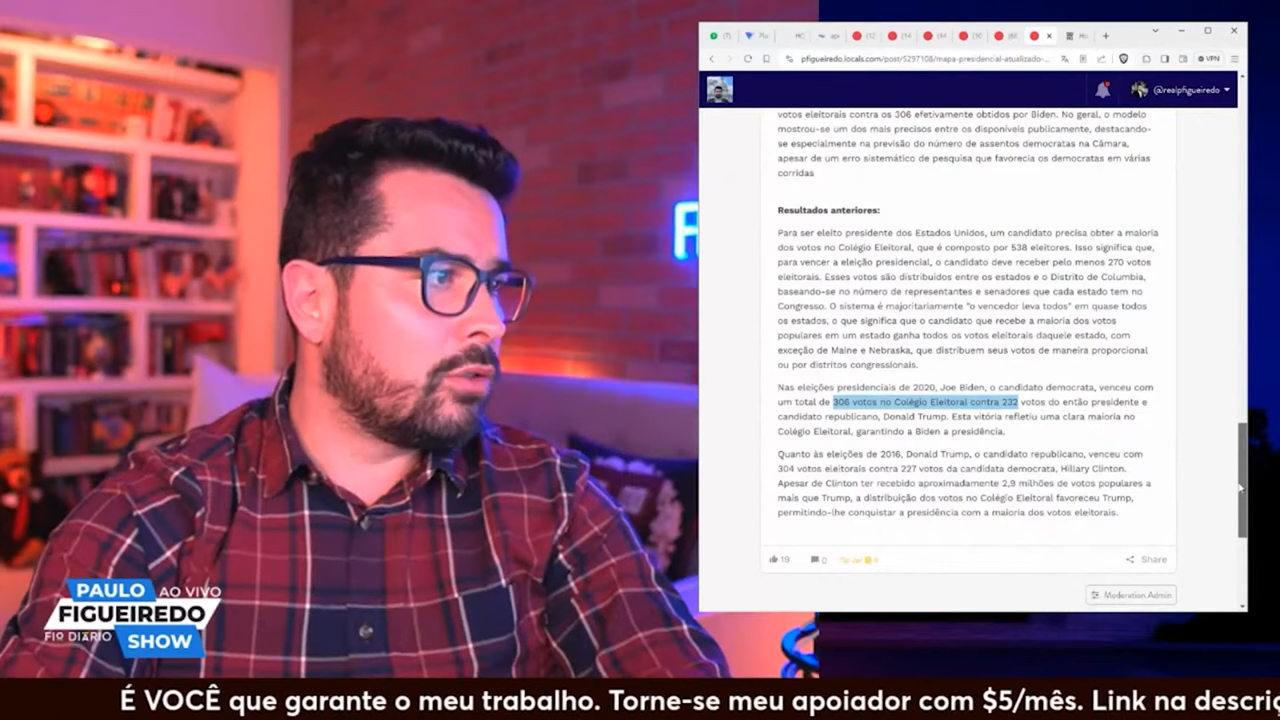 pfigueiredo.locals.com/post/5297108/mapa-presidencial-atualizado-...
VPN
@realpfigueiredo
votos eleitorais contra os 306 efetivamente obtidos por Biden. No geral, o modelo
mostrou-se um dos mais precisos entre os disponíveis publicamente, destacando-
se especialmente na previsão do número de assentos democratas na Câmara,
apesar de um erro sistemático de pesquisa que favorecia os democratas em várias
corridas
Resultados anteriores:
Para ser eleito presidente dos Estados Unidos, um candidato precisa obter a maioria
dos votos no Colégio Eleitoral, que é composto por 538 eleitores. Isso significa que,
para vencer a eleição presidencial, o candidato deve receber pelo menos 270 votos
eleitorais. Esses votos são distribuídos entre os estados e o Distrito de Columbia,
baseando-se no número de representantes e senadores que cada estado tem no
Congresso. O sistema é majoritariamente "o vencedor leva todos" em quase todos
os estados, o que significa que o candidato que recebe a maioria dos votos
populares em um estado ganha todos os votos eleitorais daquele estado, com
exceção de Maine e Nebraska, que distribuem seus votos de maneira proporcional
ou por distritos congressionais.
Nas eleições presidenciais de 2020, Joe Biden, o candidato democrata, venceu com
um total de 306 votos no Colégio Eleitoral contra 232 votos do então presidente e
candidato republicano, Donald Trump. Esta vitória refletiu uma clara maioria no
Colégio Eleitoral, garantindo a Biden a presidência.
Quanto às eleições de 2016, Donald Trump, o candidato republicano, venceu com
304 votos eleitorais contra 227 votos da candidata democrata, Hillary Clinton.
Apesar de Clinton ter recebido aproximadamente 2,9 milhões de votos populares a
mais que Trump, a distribuição dos votos no Colégio Eleitoral favoreceu Trump,
permitindo-lhe conquistar a presidência com a maioria dos votos eleitorais.
19 0 Share
Moderation Admin
PAULO AO VIVO
FIGUEIREDO
SHOW
É VOCÊ que garante o meu trabalho. Torne-se meu apoiador com $5/mês. Link na descriç